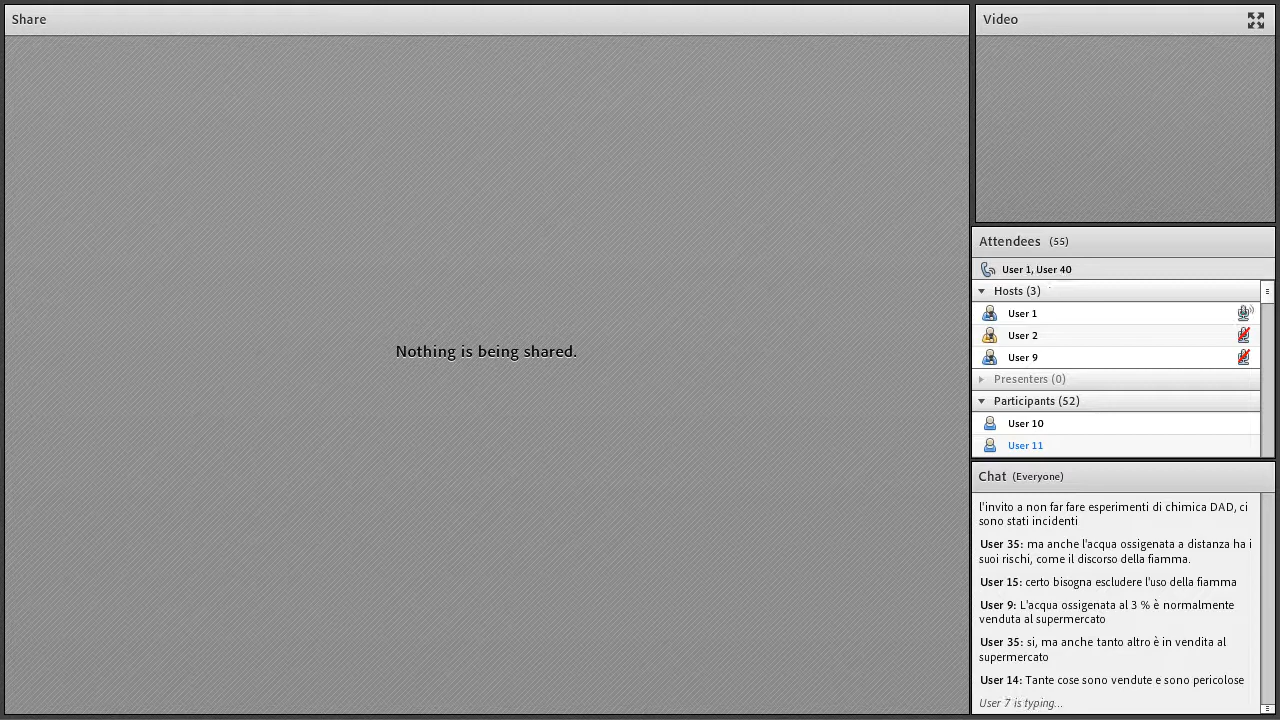 Share
Nothing is being shared.
Video
Attendees (55)
User 1, User 40
Hosts (3)
User 1
User 2
User 9
Presenters (0)
Participants (52)
User 10
User 11
Chat (Everyone)
l'invito a non far fare esperimenti di chimica DAD, ci
sono stati incidenti
User 35: ma anche l'acqua ossigenata a distanza ha i
suoi rischi, come il discorso della fiamma.
User 15: certo bisogna escludere l'uso della fiamma
User 9: L'acqua ossigenata al 3 % è normalmente
venduta al supermercato
User 35: si, ma anche tanto altro è in vendita al
supermercato
User 14: Tante cose sono vendute e sono pericolose
User 7 is typing...